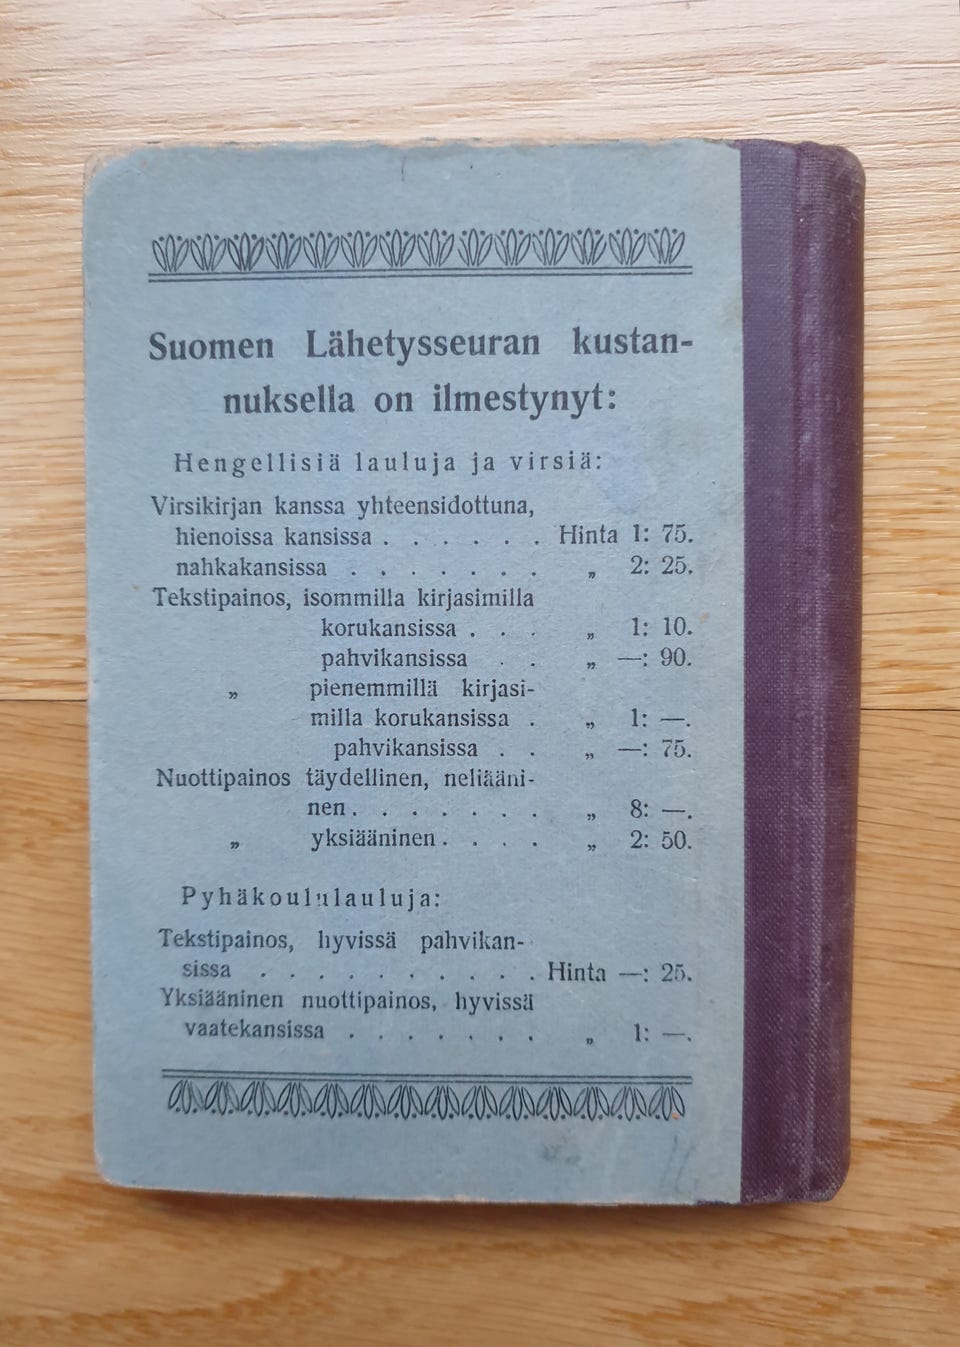 Suomen Lähetysseuran kustan-
nuksella on ilmestynyt:
Hengellisiä lauluja ja virsiä:
Virsikirjan kanssa yhteensidottuna,
hienoissa kansissa . . . . . . Hinta 1: 75.
nahkakansissa . . . . . . . „ 2: 25.
Tekstipainos, isommilla kirjasimilla
korukansissa . . . „ 1: 10.
pahvikansissa . . „ —: 90.
„ pienemmillä kirjasi-
milla korukansissa . „ 1: —.
pahvikansissa . . „ —: 75.
Nuottipainos täydellinen, neliääni-
nen . . . . . . . „ 8: —.
„ yksiääninen . . . . „ 2: 50.
Pyhäkoululauluja:
Tekstipainos, hyvissä pahvikan-
sissa . . . . . . . . . . Hinta —: 25.
Yksiääninen nuottipainos, hyvissä
vaatekansissa . . . . . . . „ 1: —.